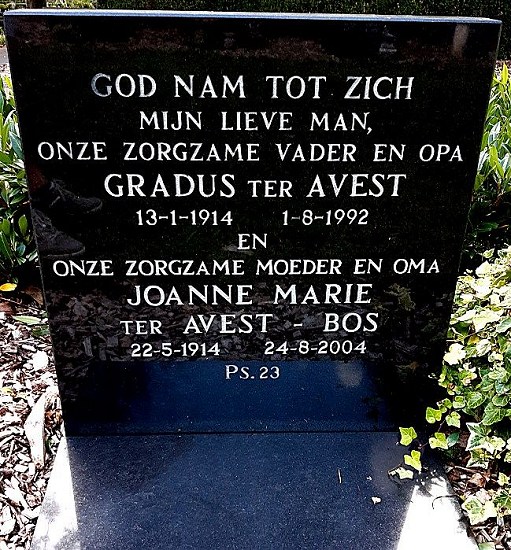 GOD NAM TOT ZICH
MIJN LIEVE MAN,
ONZE ZORGZAME VADER EN OPA
GRADUS TER AVEST
13-1-1914 1-8-1992
EN
ONZE ZORGZAME MOEDER EN OMA
JOANNE MARIE
TER AVEST - BOS
22-5-1914 24-8-2004
PS. 23